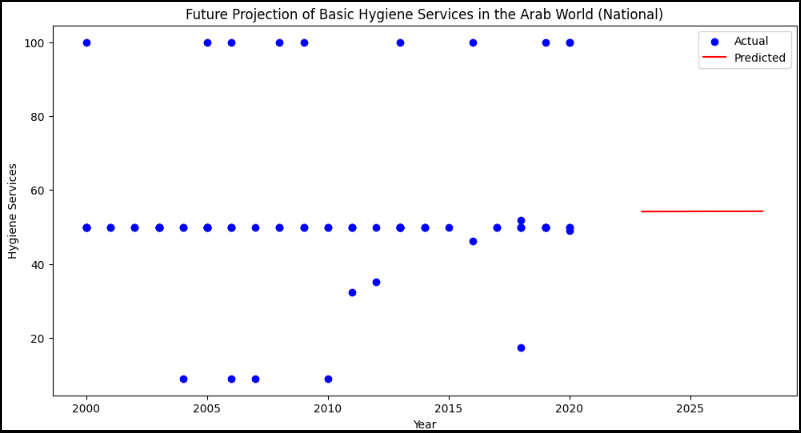 Future Projection of Basic Hygiene Services in the Arab World (National)
Actual
Predicted
Hygiene Services
100
80
60
40
20
2000 2005 2010 2015 2020 2025
Year